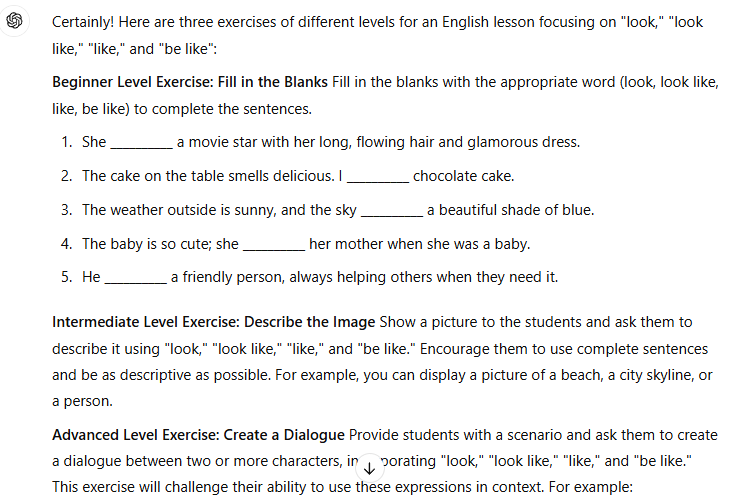 Certainly! Here are three exercises of different levels for an English lesson focusing on "look," "look
like," "like," and "be like":
Beginner Level Exercise: Fill in the Blanks Fill in the blanks with the appropriate word (look, look like,
like, be like) to complete the sentences.
1. She ________ a movie star with her long, flowing hair and glamorous dress.
2. The cake on the table smells delicious. I ________ chocolate cake.
3. The weather outside is sunny, and the sky ________ a beautiful shade of blue.
4. The baby is so cute; she ________ her mother when she was a baby.
5. He ________ a friendly person, always helping others when they need it.
Intermediate Level Exercise: Describe the Image Show a picture to the students and ask them to
describe it using "look," "look like," "like," and "be like." Encourage them to use complete sentences
and be as descriptive as possible. For example, you can display a picture of a beach, a city skyline, or
a person.
Advanced Level Exercise: Create a Dialogue Provide students with a scenario and ask them to create
a dialogue between two or more characters, "look," "look like," "like," and "be like."
This exercise will challenge their ability to use these expressions in context. For example: